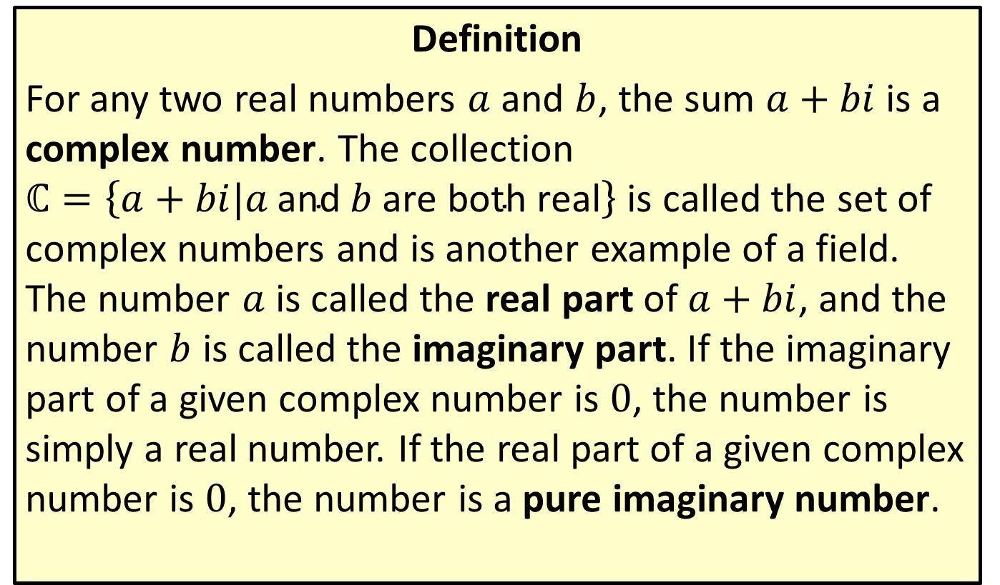 Definition
For any two real numbers 𝑎 and 𝑏, the sum 𝑎 + 𝑏𝑖 is a
complex number. The collection
ℂ = {𝑎 + 𝑏𝑖|𝑎 and 𝑏 are both real} is called the set of
complex numbers and is another example of a field.
The number 𝑎 is called the real part of 𝑎 + 𝑏𝑖, and the
number 𝑏 is called the imaginary part. If the imaginary
part of a given complex number is 0, the number is
simply a real number. If the real part of a given complex
number is 0, the number is a pure imaginary number.